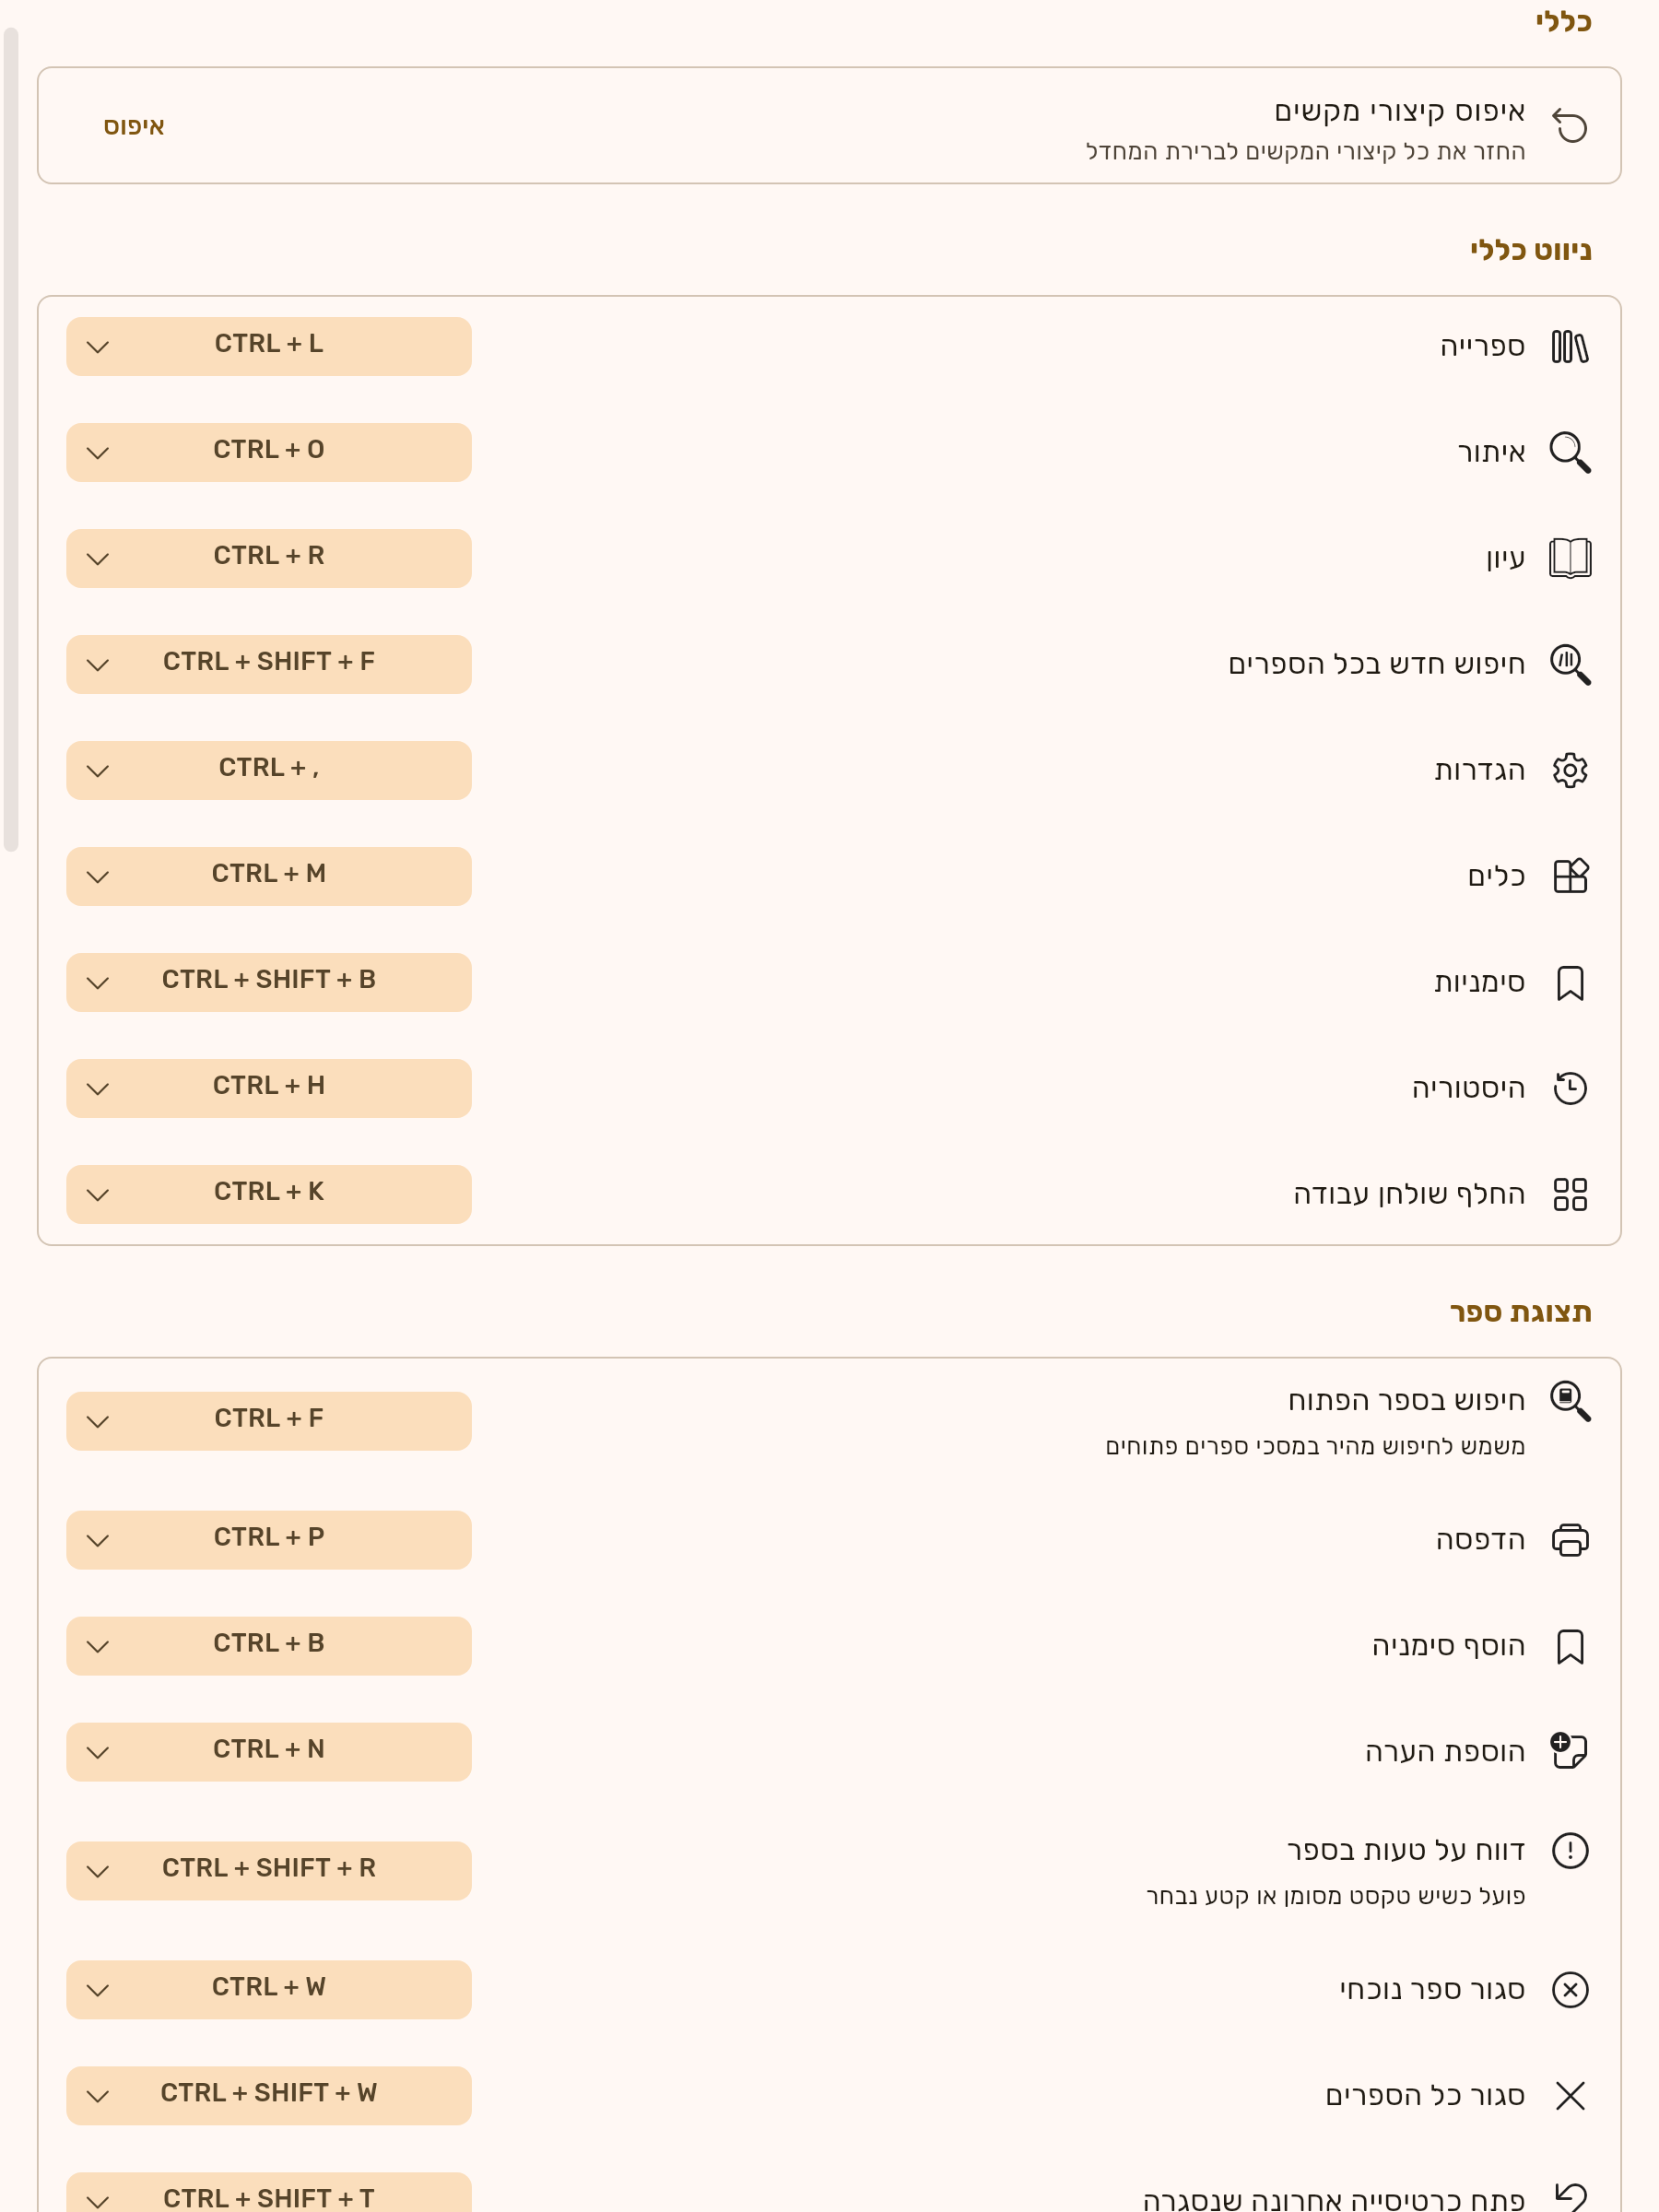 כללי
איפוס קיצורי מקשים
החזר את כל קיצורי המקשים לברירת המחדל
איפוס
ניווט כללי
ספרייה
CTRL + L
איתור
CTRL + O
עיון
CTRL + R
חיפוש חדש בכל הספרים
CTRL + SHIFT + F
הגדרות
CTRL + ,
כלים
CTRL + M
סימניות
CTRL + SHIFT + B
היסטוריה
CTRL + H
החלף שולחן עבודה
CTRL + K
תצוגת ספר
חיפוש בספר הפתוח
משמש לחיפוש מהיר במסכי ספרים פתוחים
CTRL + F
הדפסה
CTRL + P
הוסף סימניה
CTRL + B
הוספת הערה
CTRL + N
דווח על טעות בספר
פועל כשיש טקסט מסומן או קטע נבחר
CTRL + SHIFT + R
סגור ספר נוכחי
CTRL + W
סגור כל הספרים
CTRL + SHIFT + W
פתח כרטיסייה אחרונה שנסגרה
CTRL + SHIFT + T